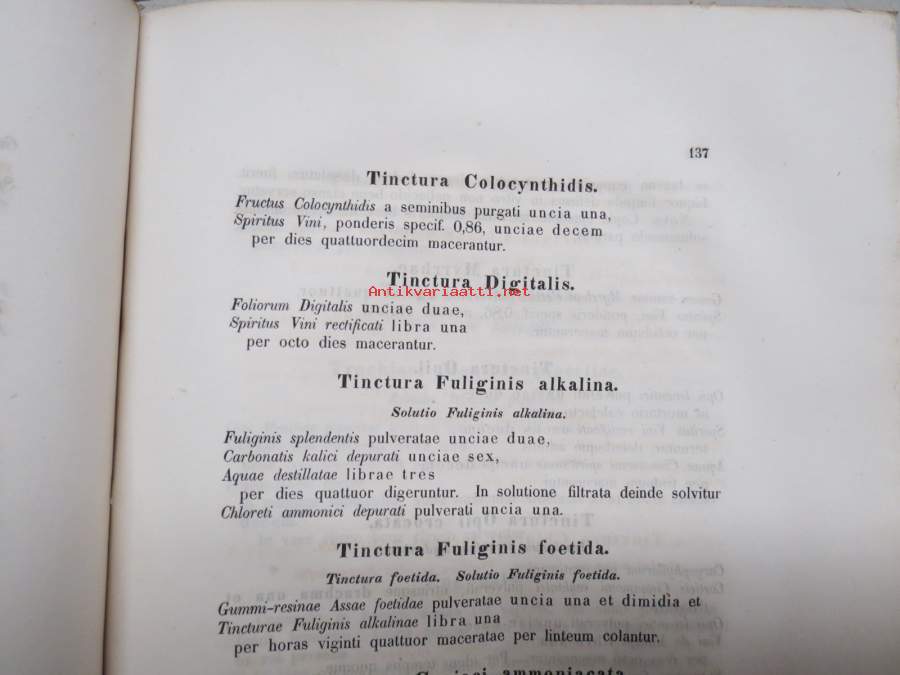 137
Tinctura Colocynthidis.
Fructus Colocynthidis a seminibus purgati uncia una,
Spiritus Vini, ponderis specif. 0,86, unciae decem
per dies quattuordecim macerantur.
Tinctura Digitalis.
Antikvariaatti.net
Foliorum Digitalis unciae duae,
Spiritus Vini rectificati libra una
per octo dies macerantur.
Tinctura Fuliginis alkalina.
Solutio Fuliginis alkalina.
Fuliginis splendentis pulveratae unciae duae,
Carbonatis kalici depurati unciae sex,
Aquae destillatae librae tres
per dies quattuor digeruntur. In solutione filtrata deinde solvitur
Chloreti ammonici depurati pulverati uncia una.
Tinctura Fuliginis foetida.
Tinctura foetida. Solutio Fuliginis foetida.
Gummi-resinae Assae foetidae pulveratae uncia una et dimidia et
Tincturae Fuliginis alkalinae libra una
per horas viginti quattuor maceratae per linteum colantur.
ammoniacata